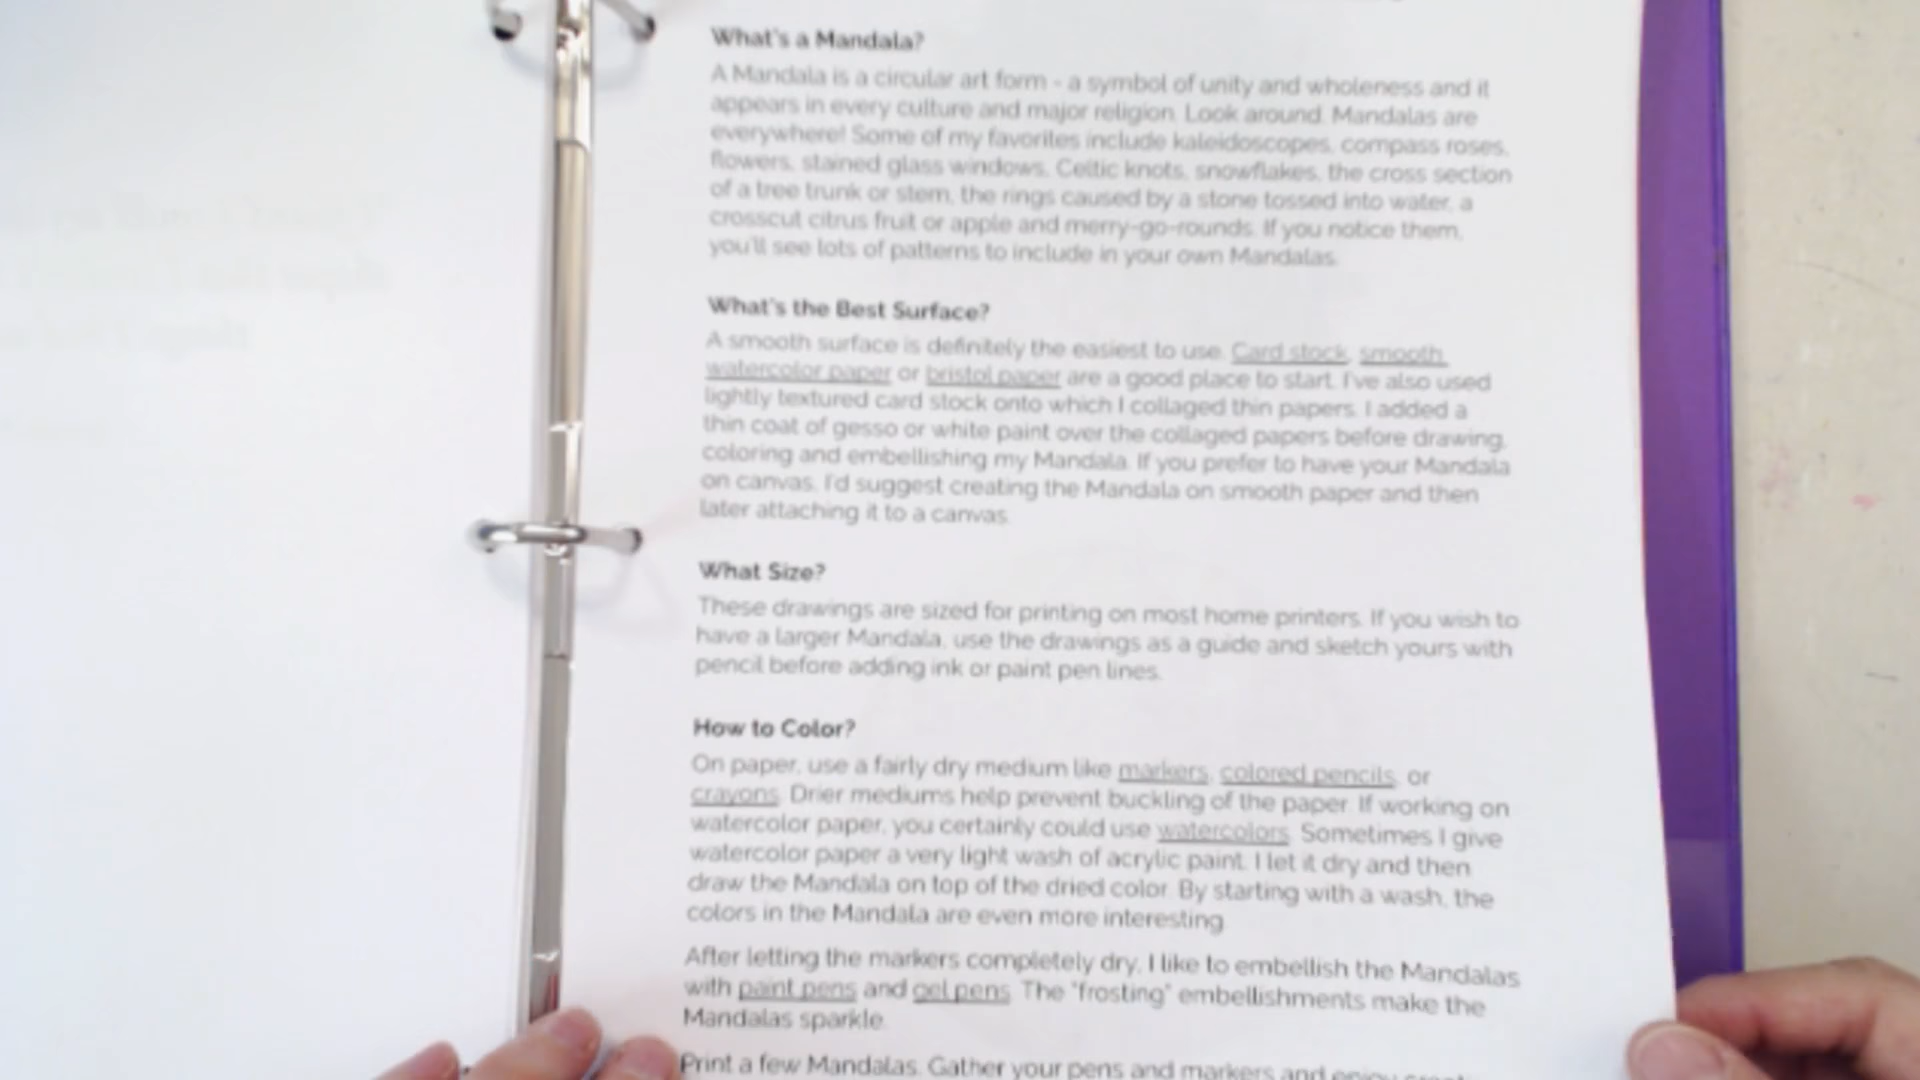 What's a Mandala?
A Mandala is a circular art form - a symbol of unity and wholeness and it
appears in every culture and major religion. Look around. Mandalas are
everywhere! Some of my favorites include kaleidoscopes, compass roses,
flowers, stained glass windows, Celtic knots, snowflakes, the cross section
of a tree trunk or stem, the rings caused by a stone tossed into water, a
crosscut citrus fruit or apple and merry-go-rounds. If you notice them,
you'll see lots of patterns to include in your own Mandalas.
What's the Best Surface?
A smooth surface is definitely the easiest to use. Card stock, smooth
watercolor paper or bristol paper are a good place to start. I've also used
lightly textured card stock onto which I collaged thin papers. I added a
thin coat of gesso or white paint over the collaged papers before drawing,
coloring and embellishing my Mandala. If you prefer to have your Mandala
on canvas, I'd suggest creating the Mandala on smooth paper and then
later attaching it to a canvas.
What Size?
These drawings are sized for printing on most home printers. If you wish to
have a larger Mandala, use the drawings as a guide and sketch yours with
pencil before adding ink or paint pen lines.
How to Color?
On paper, use a fairly dry medium like markers, colored pencils, or
crayons. Drier mediums help prevent buckling of the paper. If working on
watercolor paper, you certainly could use watercolors. Sometimes I give
watercolor paper a very light wash of acrylic paint. I let it dry and then
draw the Mandala on top of the dried color. By starting with a wash, the
colors in the Mandala are even more interesting.
After letting the markers completely dry, I like to embellish the Mandalas
with paint pens and gel pens. The "frosting" embellishments make the
Mandalas sparkle.
Print a few Mandalas. Gather your pens and markers and enjoy